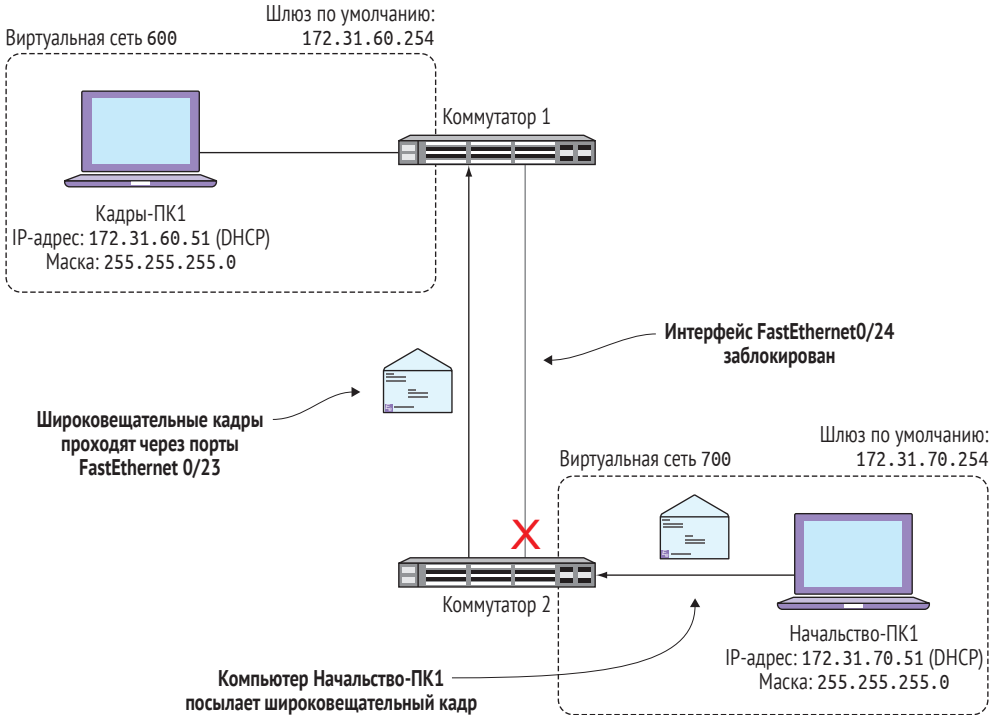 Шлюз по умолчанию:
Виртуальная сеть 600
172.31.60.254
Коммутатор 1
Кадры-ПК1
IP-адрес: 172.31.60.51 (DHCP)
Маска: 255.255.255.0
Интерфейс FastEthernet0/24
заблокирован
Широковещательные кадры
проходят через порты
FastEthernet 0/23
Шлюз по умолчанию:
Виртуальная сеть 700
172.31.70.254
Коммутатор 2
Начальство-ПК1
IP-адрес: 172.31.70.51 (DHCP)
Маска: 255.255.255.0
Компьютер Начальство-ПК1
посылает широковещательный кадр